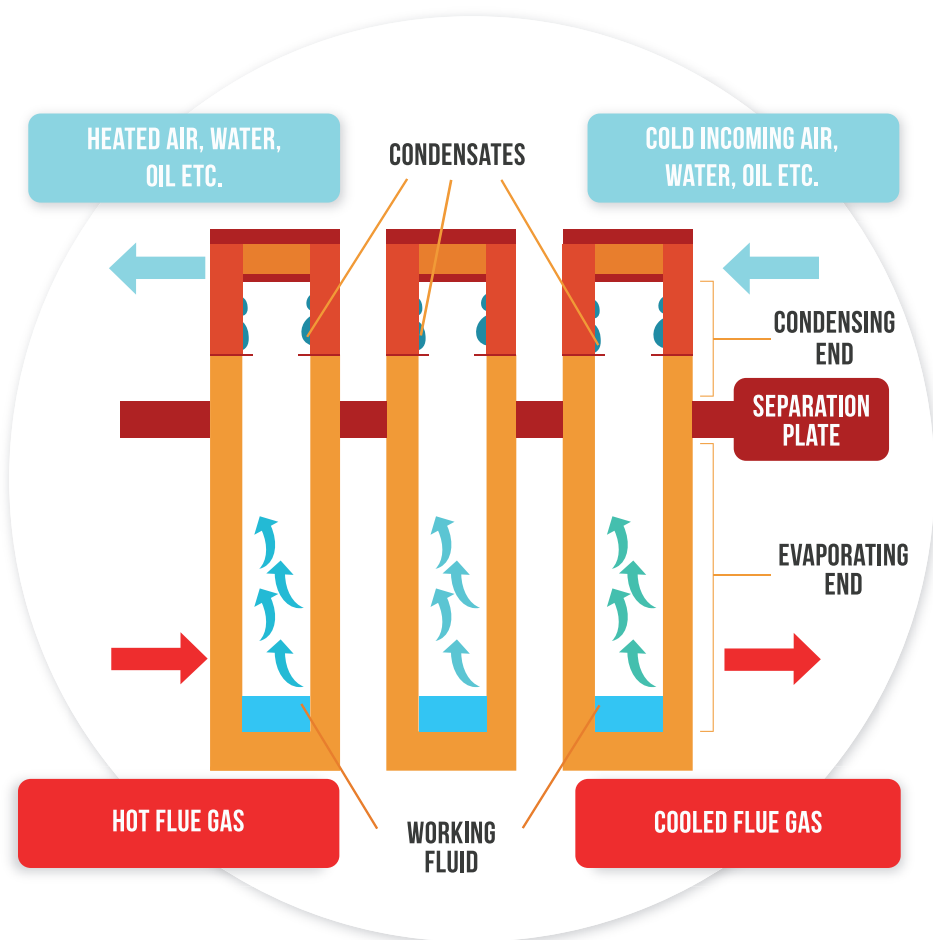 HEATED AIR, WATER,
OIL ETC.
CONDENSATES
COLD INCOMING AIR,
WATER, OIL ETC.
CONDENSING
END
SEPARATION
PLATE
EVAPORATING
END
HOT FLUE GAS
WORKING
FLUID
COOLED FLUE GAS